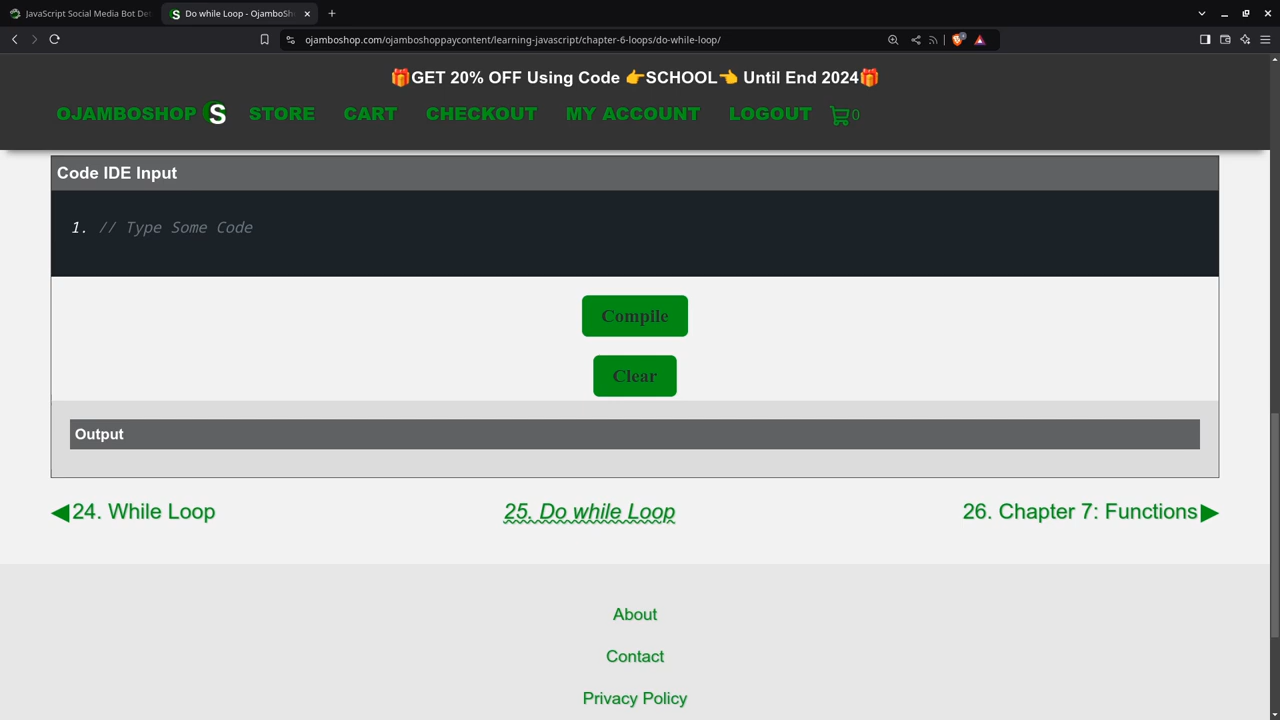 JavaScript Social Media Bot Det
Do while Loop - OjamboSh
ojamboshop.com/ojamboshoppaycontent/learning-javascript/chapter-6-loops/do-while-loop/
🎁GET 20% OFF Using Code 👉SCHOOL👈 Until End 2024🎁
OJAMBOSHOP S STORE CART CHECKOUT MY ACCOUNT LOGOUT 0
Code IDE Input
1. // Type Some Code
Compile
Clear
Output
◀24. While Loop
25. Do while Loop
26. Chapter 7: Functions▶
About
Contact
Privacy Policy